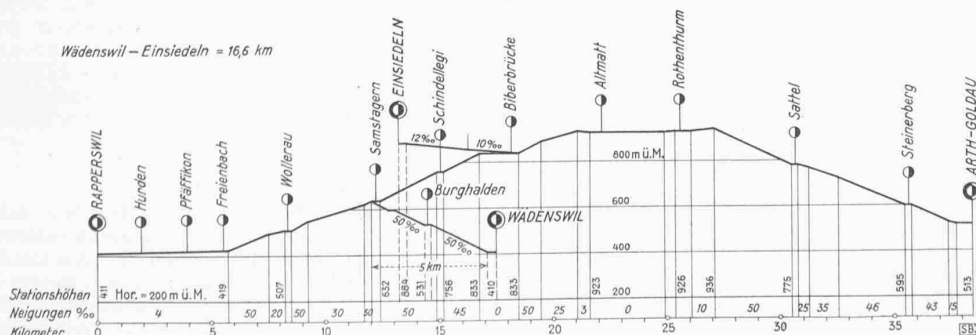 Wädenswil – Einsiedeln = 16,6 km
RAPPERSWIL
Hurden
Pfäffikon
Freienbach
Wollerau
Samstagern
EINSIEDELN
Schindellegi
Burghalden
WÄDENSWIL
Biberbrücke
Altmatt
Rothenthurm
Sattel
Steinerberg
ARTH-GOLDAU
12‰ 10‰
50‰ 50‰
5 km
800 m ü.M.
600
400
200
Stationshöhen 411 Hor. = 200 m ü. M. 419 507 632 884 531 756 833 410 833 923 926 936 775 595 513
Neigungen ‰ 4 50 20 50 30 50 50 45 0 50 25 3 0 10 50 25 35 46 43 15
Kilometer 0 5 10 15 20 25 30 35